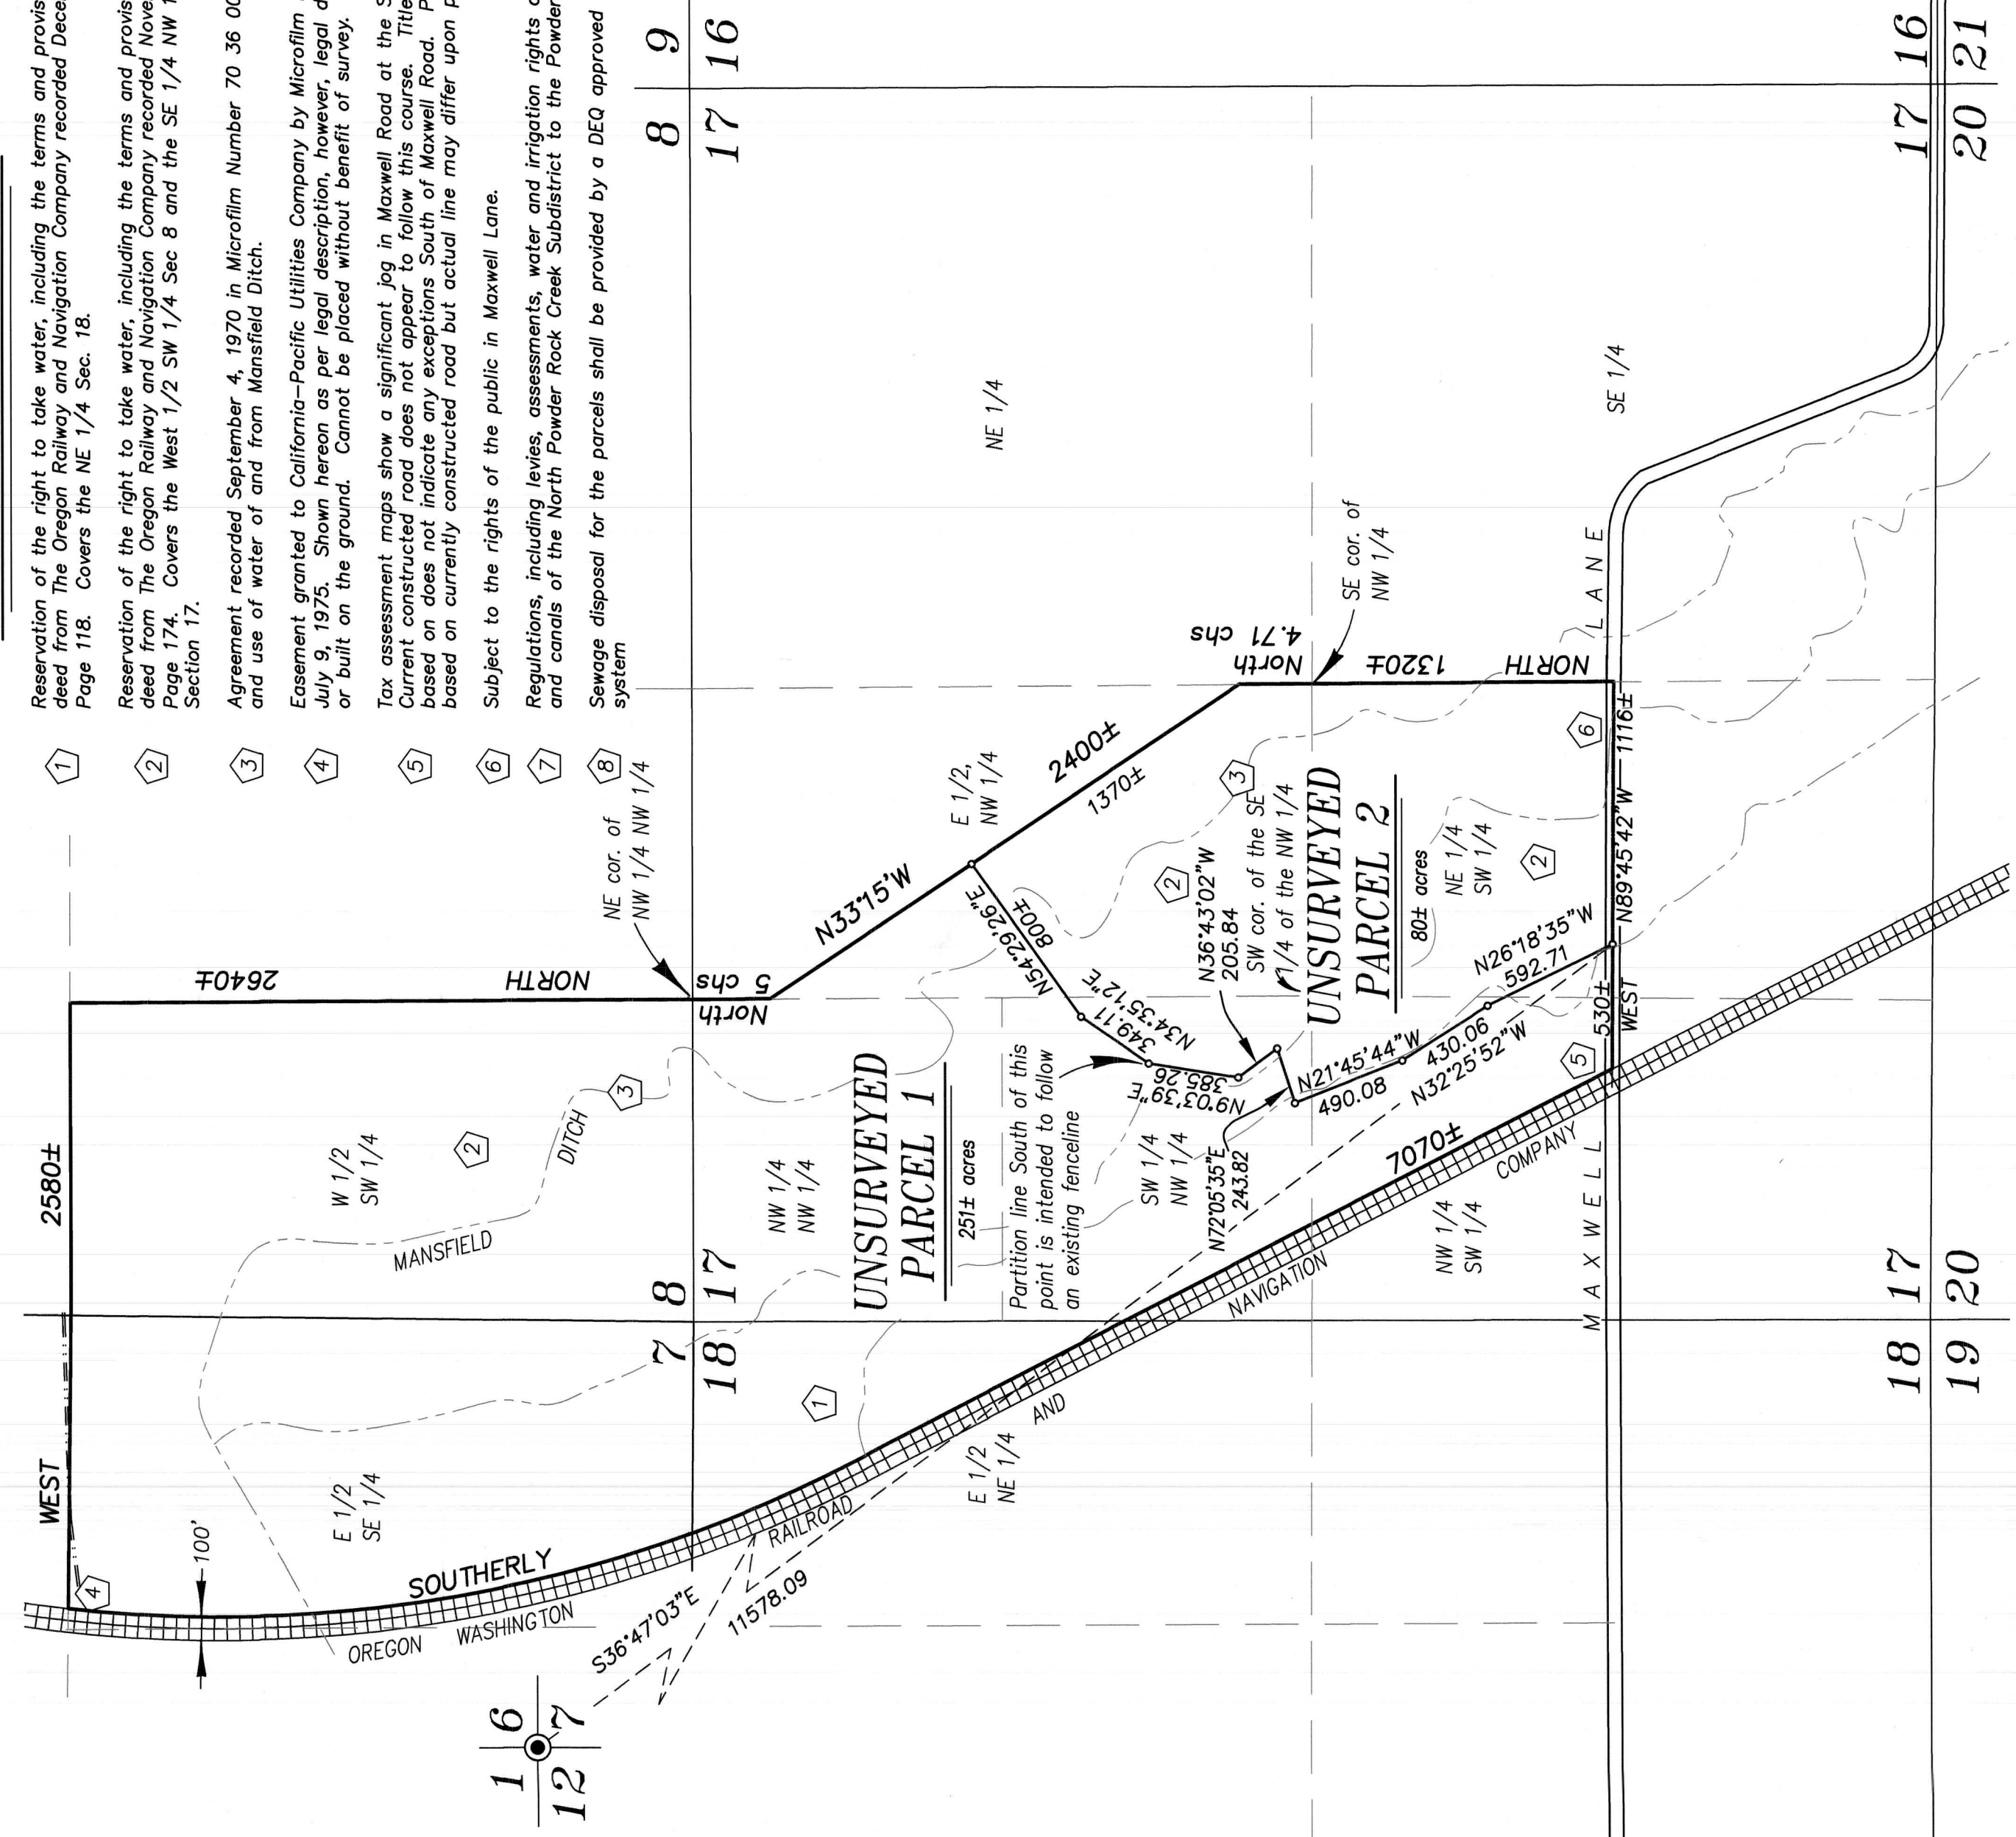 1
Reservation of the right to take water, including the terms and provis
deed from The Oregon Railway and Navigation Company recorded Dece
Page 118. Covers the NE 1/4 Sec. 18.
2
Reservation of the right to take water, including the terms and provis
deed from The Oregon Railway and Navigation Company recorded Nove
Page 174. Covers the West 1/2 SW 1/4 Sec 8 and the SE 1/4 NW 1
Section 17.
3
Agreement recorded September 4, 1970 in Microfilm Number 70 36 00
and use of water of and from Mansfield Ditch.
4
Easement granted to California-Pacific Utilities Company by Microfilm
July 9, 1975. Shown hereon as per legal description, however, legal d
or built on the ground. Cannot be placed without benefit of survey.
5
Tax assessment maps show a significant jog in Maxwell Road at the S
Current constructed road does not appear to follow this course. Title
based on does not indicate any exceptions South of Maxwell Road. P
based on currently constructed road but actual line may differ upon p
6
Subject to the rights of the public in Maxwell Lane.
7
Regulations, including levies, assessments, water and irrigation rights
and canals of the North Powder Rock Creek Subdistrict to the Powder
8
Sewage disposal for the parcels shall be provided by a DEQ approved
system
WEST
2580±
100'
4
E 1/2
SE 1/4
W 1/2
SW 1/4
2
MANSFIELD
DITCH
3
2640±
NORTH
SOUTHERLY
OREGON
WASHINGTON
RAILROAD
AND
NAVIGATION
COMPANY
1 6
12 7
S36°47'03"E
11578.09
7 8
18 17
8 9
17 16
NE cor. of
NW 1/4 NW 1/4
North
5 chs
N33°15'W
2400±
1370±
E 1/2,
NW 1/4
NE 1/4
1
NW 1/4
NW 1/4
UNSURVEYED
PARCEL 1
251± acres
Partition line South of this
point is intended to follow
an existing fenceline
E 1/2
NE 1/4
N54°29'26"E
800±
N34°35'12"E
349.11
N9°03'39"E
385.26
N36°43'02"W
205.84
SW cor. of the SE
1/4 of the NW 1/4
2
3
SW 1/4
NW 1/4
N72°05'35"E
243.82
North
4.71 chs
SE cor. of
NW 1/4
1320±
NORTH
UNSURVEYED
PARCEL 2
80± acres
N21°45'44"W
490.08
430.06
N32°25'52"W
N26°18'35"W
592.71
7070±
NE 1/4
SW 1/4
2
NW 1/4
SW 1/4
5
530±
WEST
N89°45'42"W
1116±
6
MAXWELL
LANE
SE 1/4
18 17
19 20
17 16
20 21